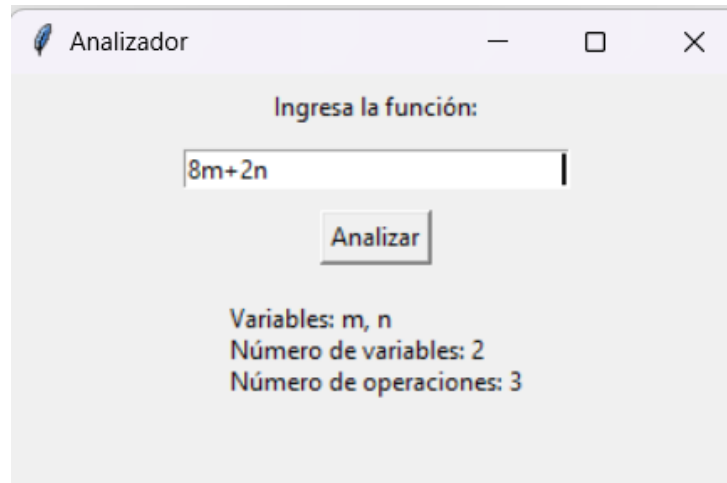 Analizador
Ingresa la función:
8m+2n
Analizar
Variables: m, n
Número de variables: 2
Número de operaciones: 3